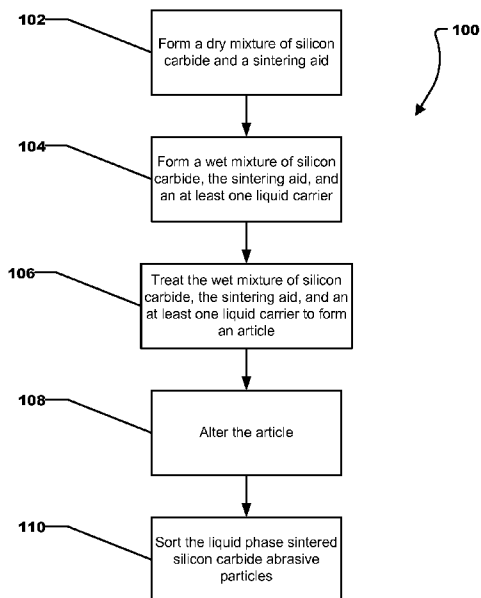 102
Form a dry mixture of silicon
carbide and a sintering aid
100
104
Form a wet mixture of silicon
carbide, the sintering aid, and
an at least one liquid carrier
106
Treat the wet mixture of silicon
carbide, the sintering aid, and an
at least one liquid carrier to form
an article
108
Alter the article
110
Sort the liquid phase sintered
silicon carbide abrasive
particles